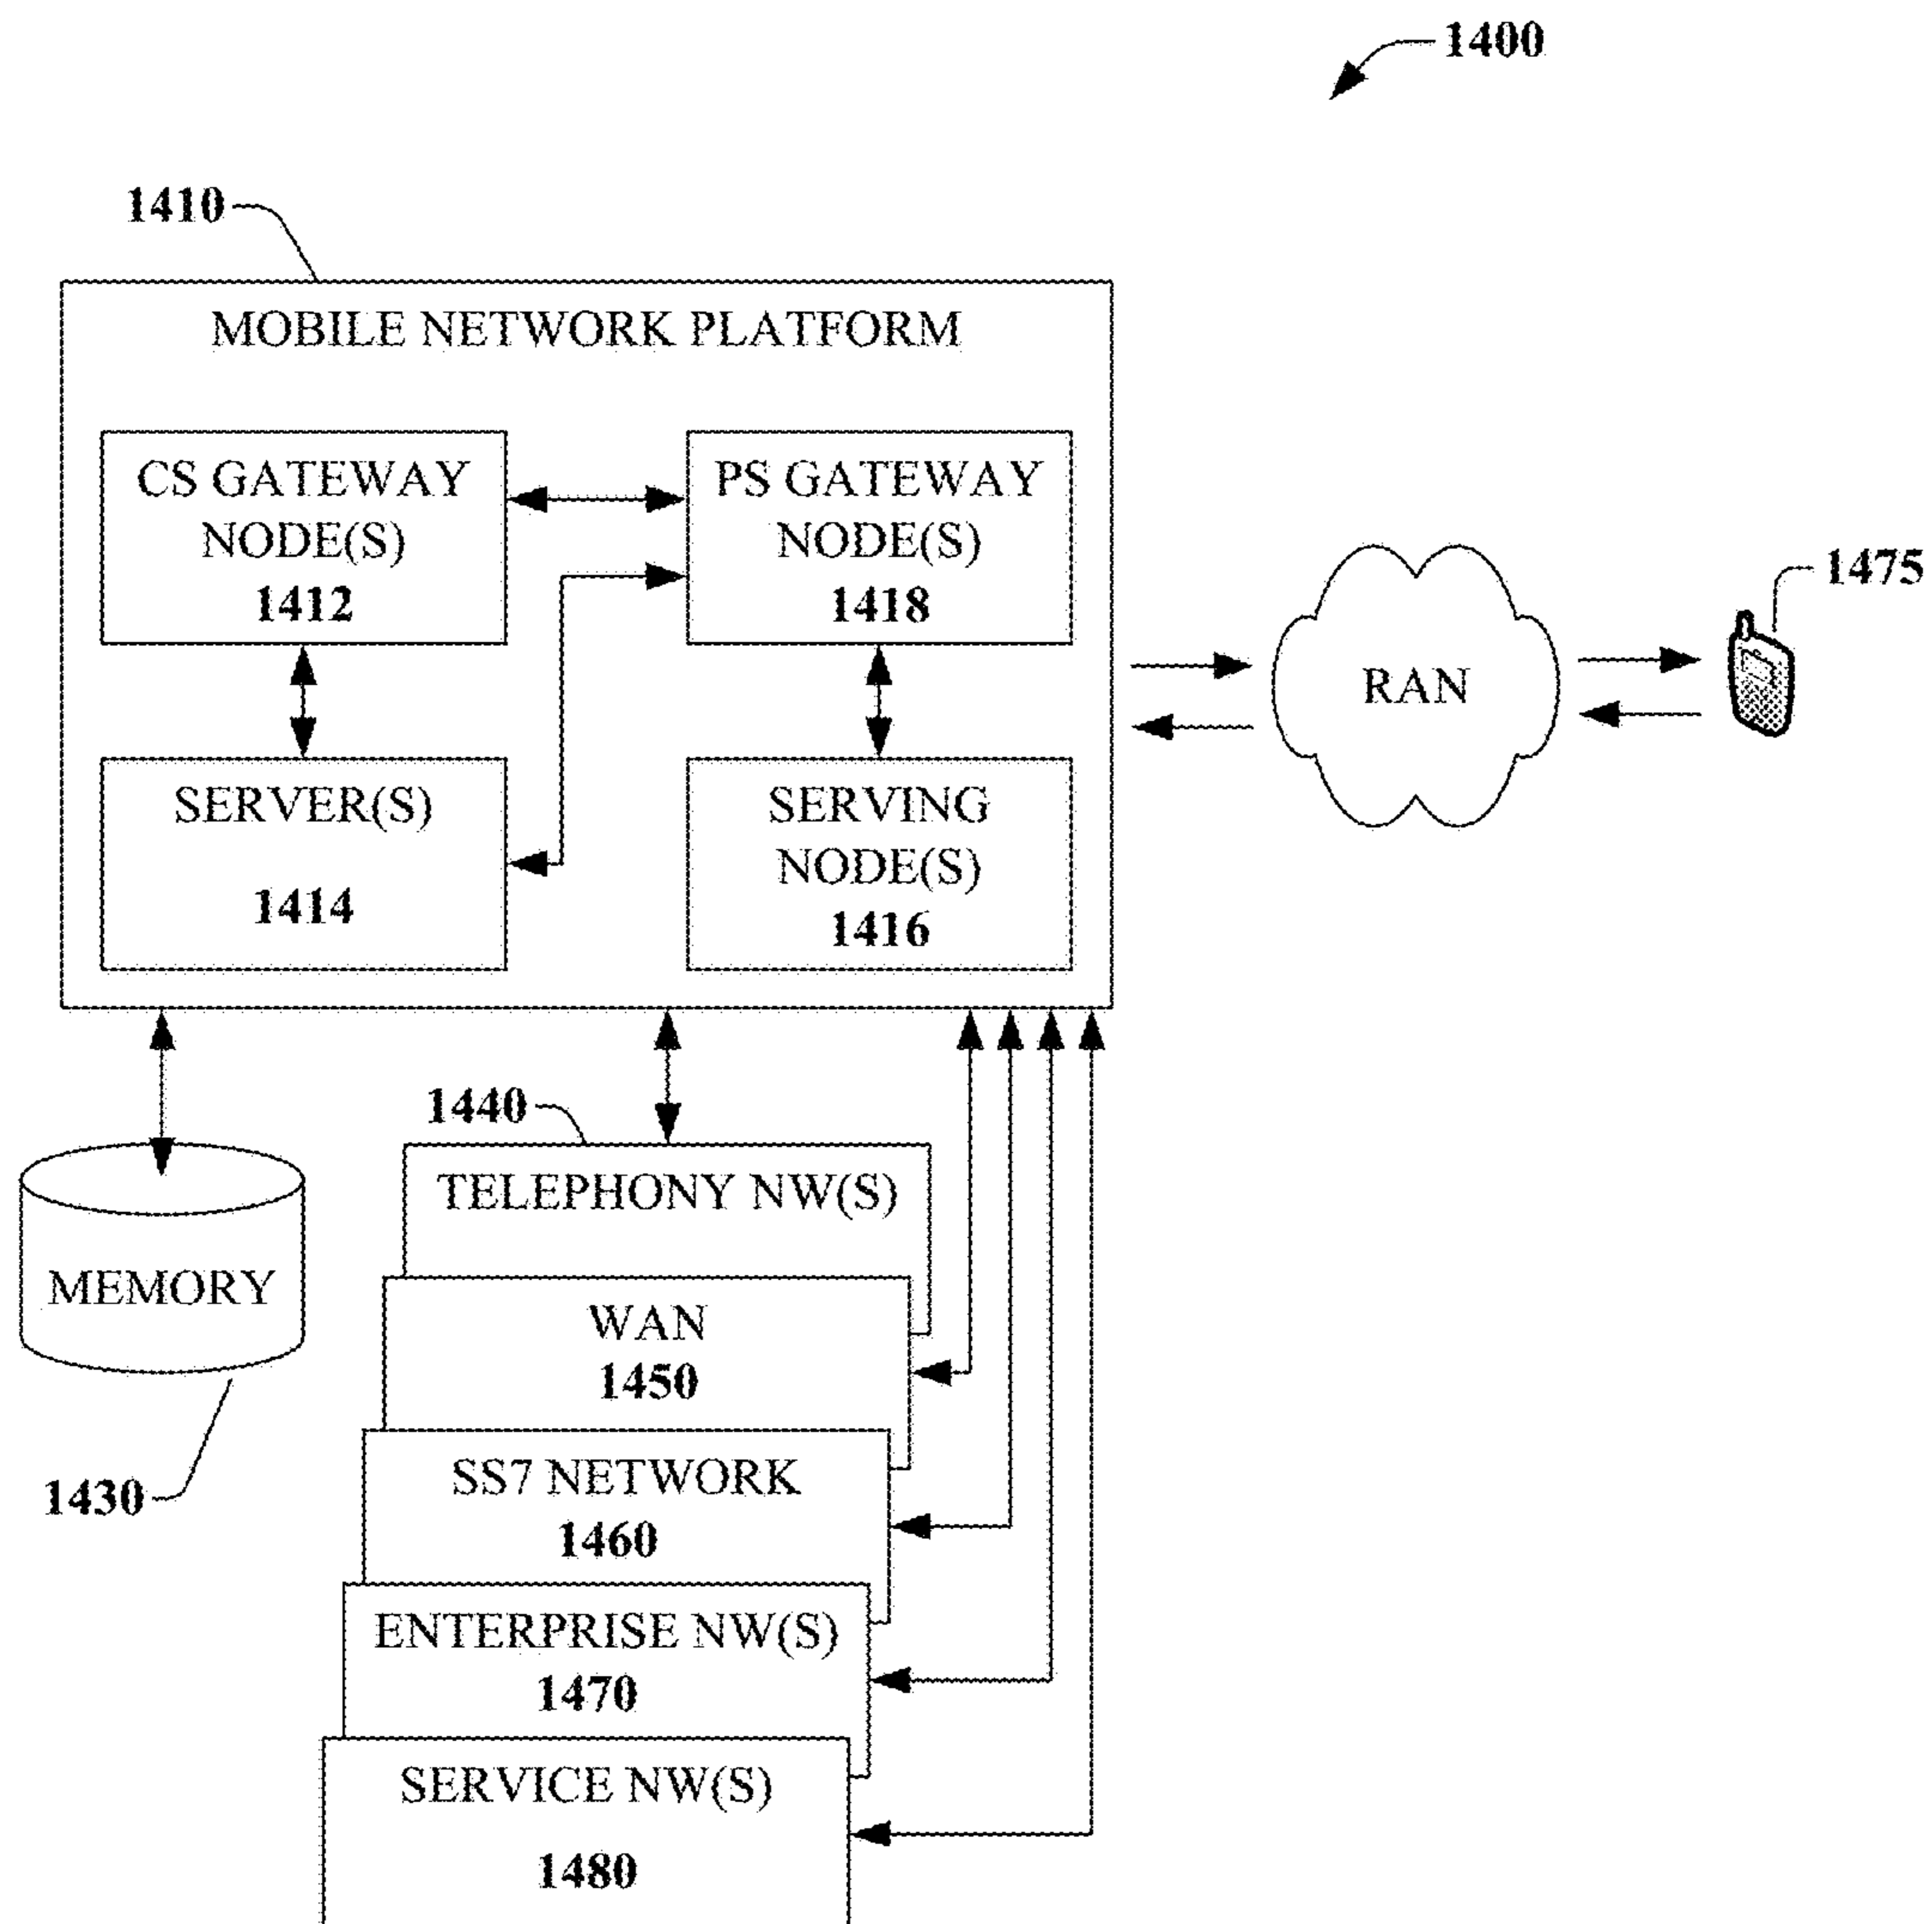 1400
1410
MOBILE NETWORK PLATFORM
CS GATEWAY
NODE(S)
1412
PS GATEWAY
NODE(S)
1418
SERVER(S)
1414
SERVING
NODE(S)
1416
RAN
1475
1440
TELEPHONY NW(S)
MEMORY
1430
WAN
1450
SS7 NETWORK
1460
ENTERPRISE NW(S)
1470
SERVICE NW(S)
1480